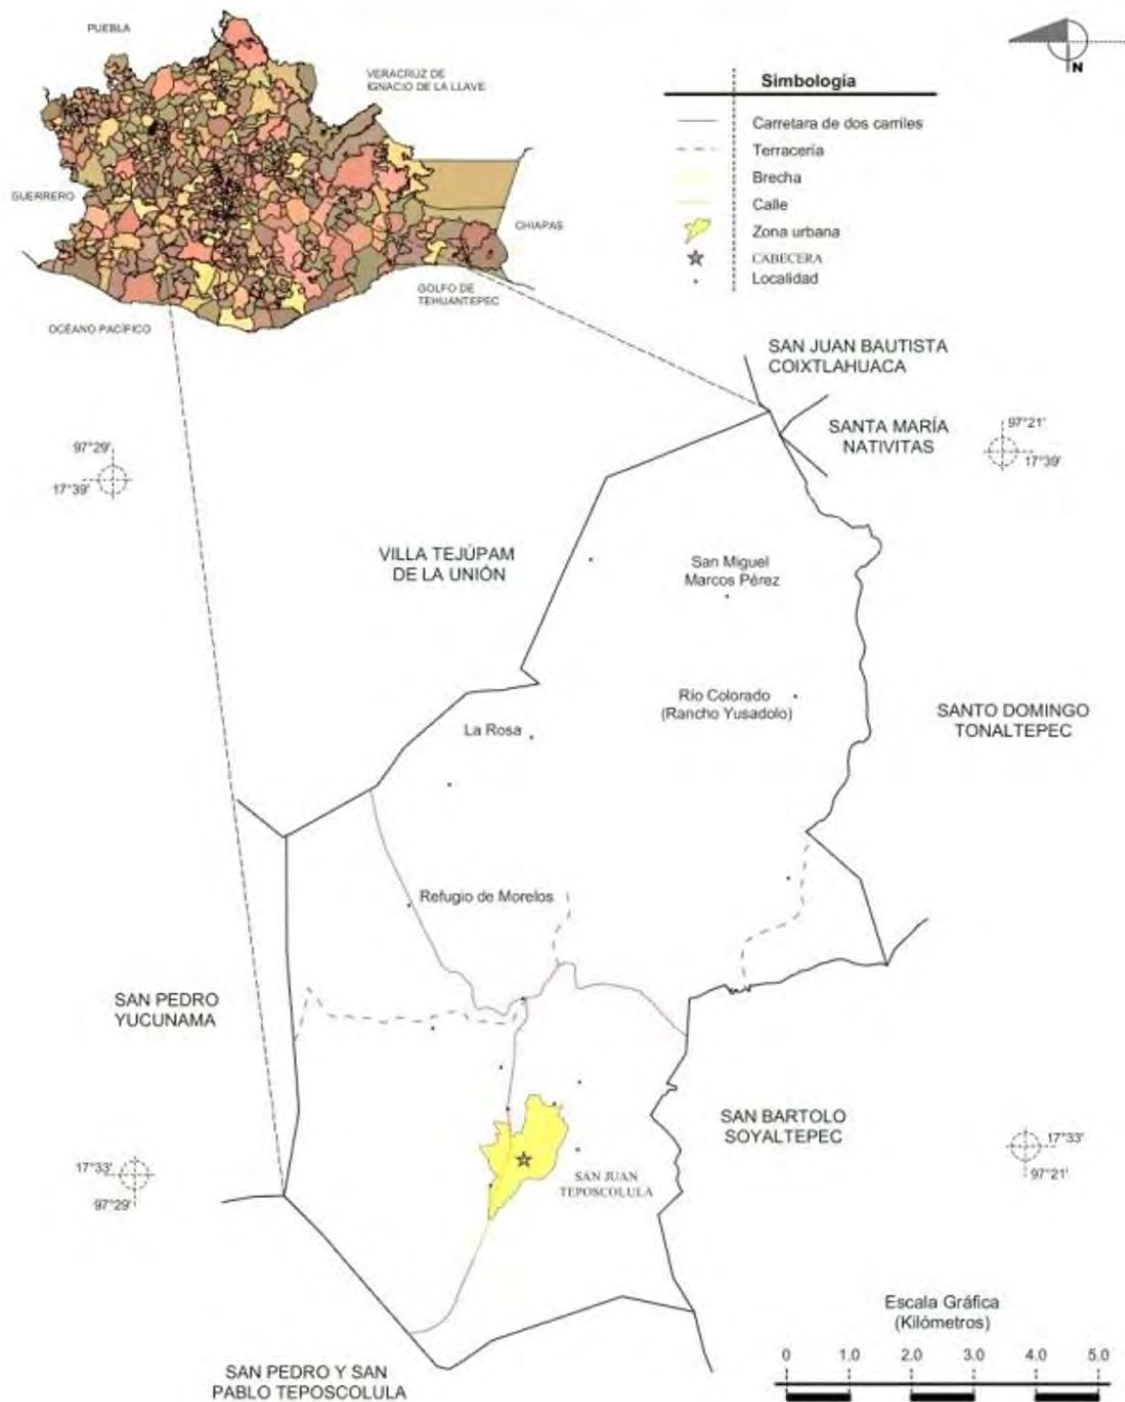 PUEBLA
VERACRUZ DE
IGNACIO DE LA LLAVE
GUERRERO
CHIAPAS
GOLFO DE
TEHUANTEPEC
OCÉANO PACÍFICO
N
Simbología
Carretara de dos carriles
Terracería
Brecha
Calle
Zona urbana
CABECERA
Localidad
SAN JUAN BAUTISTA
COIXTLAHUACA
SANTA MARÍA
NATIVITAS
97°21'
17°39'
97°29'
17°39'
VILLA TEJÚPAM
DE LA UNIÓN
San Miguel
Marcos Pérez
Río Colorado
(Rancho Yusadolo)
La Rosa
SANTO DOMINGO
TONALTEPEC
Refugio de Morelos
SAN PEDRO
YUCUNAMA
SAN BARTOLO
SOYALTEPEC
17°33'
97°21'
17°33'
97°29'
SAN JUAN
TEPOSCOLULA
SAN PEDRO Y SAN
PABLO TEPOSCOLULA
Escala Gráfica
(Kilómetros)
0 1.0 2.0 3.0 4.0 5.0